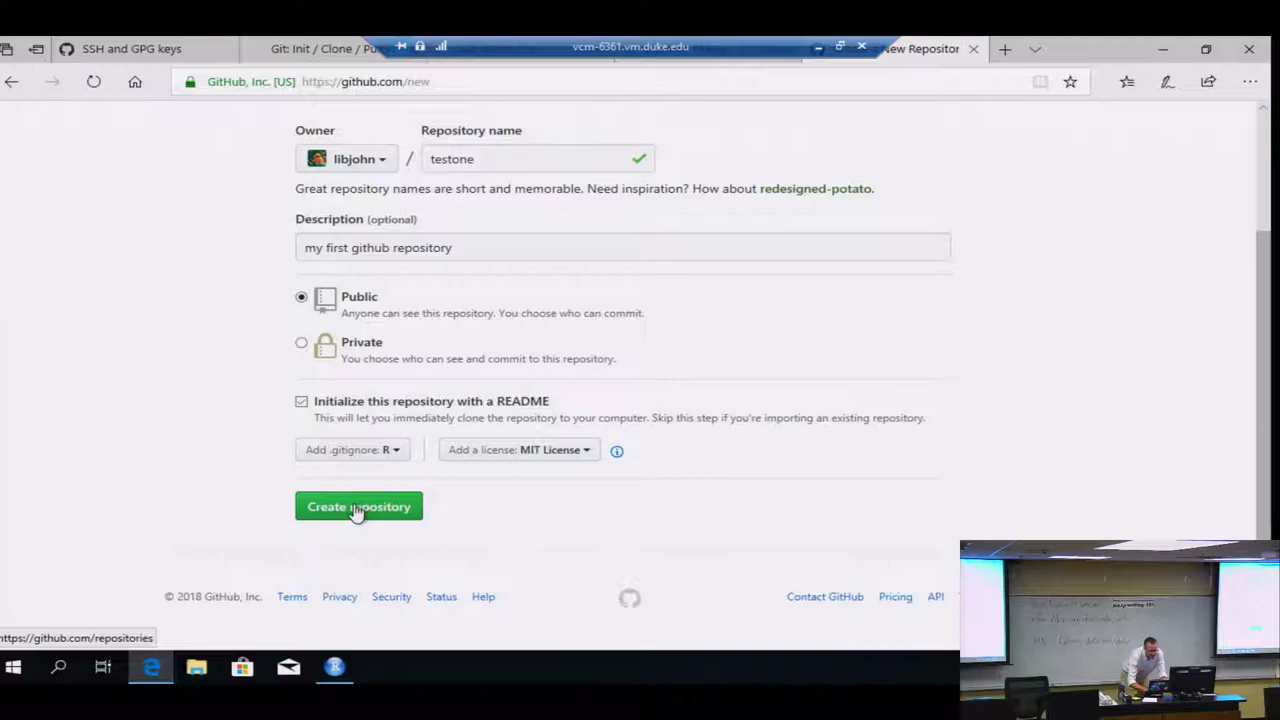 SSH and GPG keys
Git: Init / Clone / Pu
vcm-6361.vm.duke.edu
New Repositor
GitHub, Inc. [US] https://github.com/new
Owner
Repository name
libjohn / testone
Great repository names are short and memorable. Need inspiration? How about redesigned-potato.
Description (optional)
my first github repository
Public
Anyone can see this repository. You choose who can commit.
Private
You choose who can see and commit to this repository.
Initialize this repository with a README
This will let you immediately clone the repository to your computer. Skip this step if you're importing an existing repository.
Add .gitignore: R
Add a license: MIT License
Create repository
© 2018 GitHub, Inc. Terms Privacy Security Status Help
Contact GitHub Pricing API
https://github.com/repositories